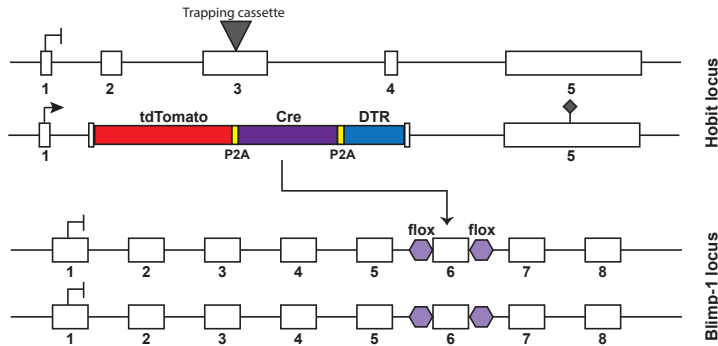 Trapping cassette
1 2 3 4 5
Hobit locus
tdTomato Cre DTR
1 P2A P2A 5
flox flox
1 2 3 4 5 6 7 8
Blimp-1 locus
1 2 3 4 5 6 7 8